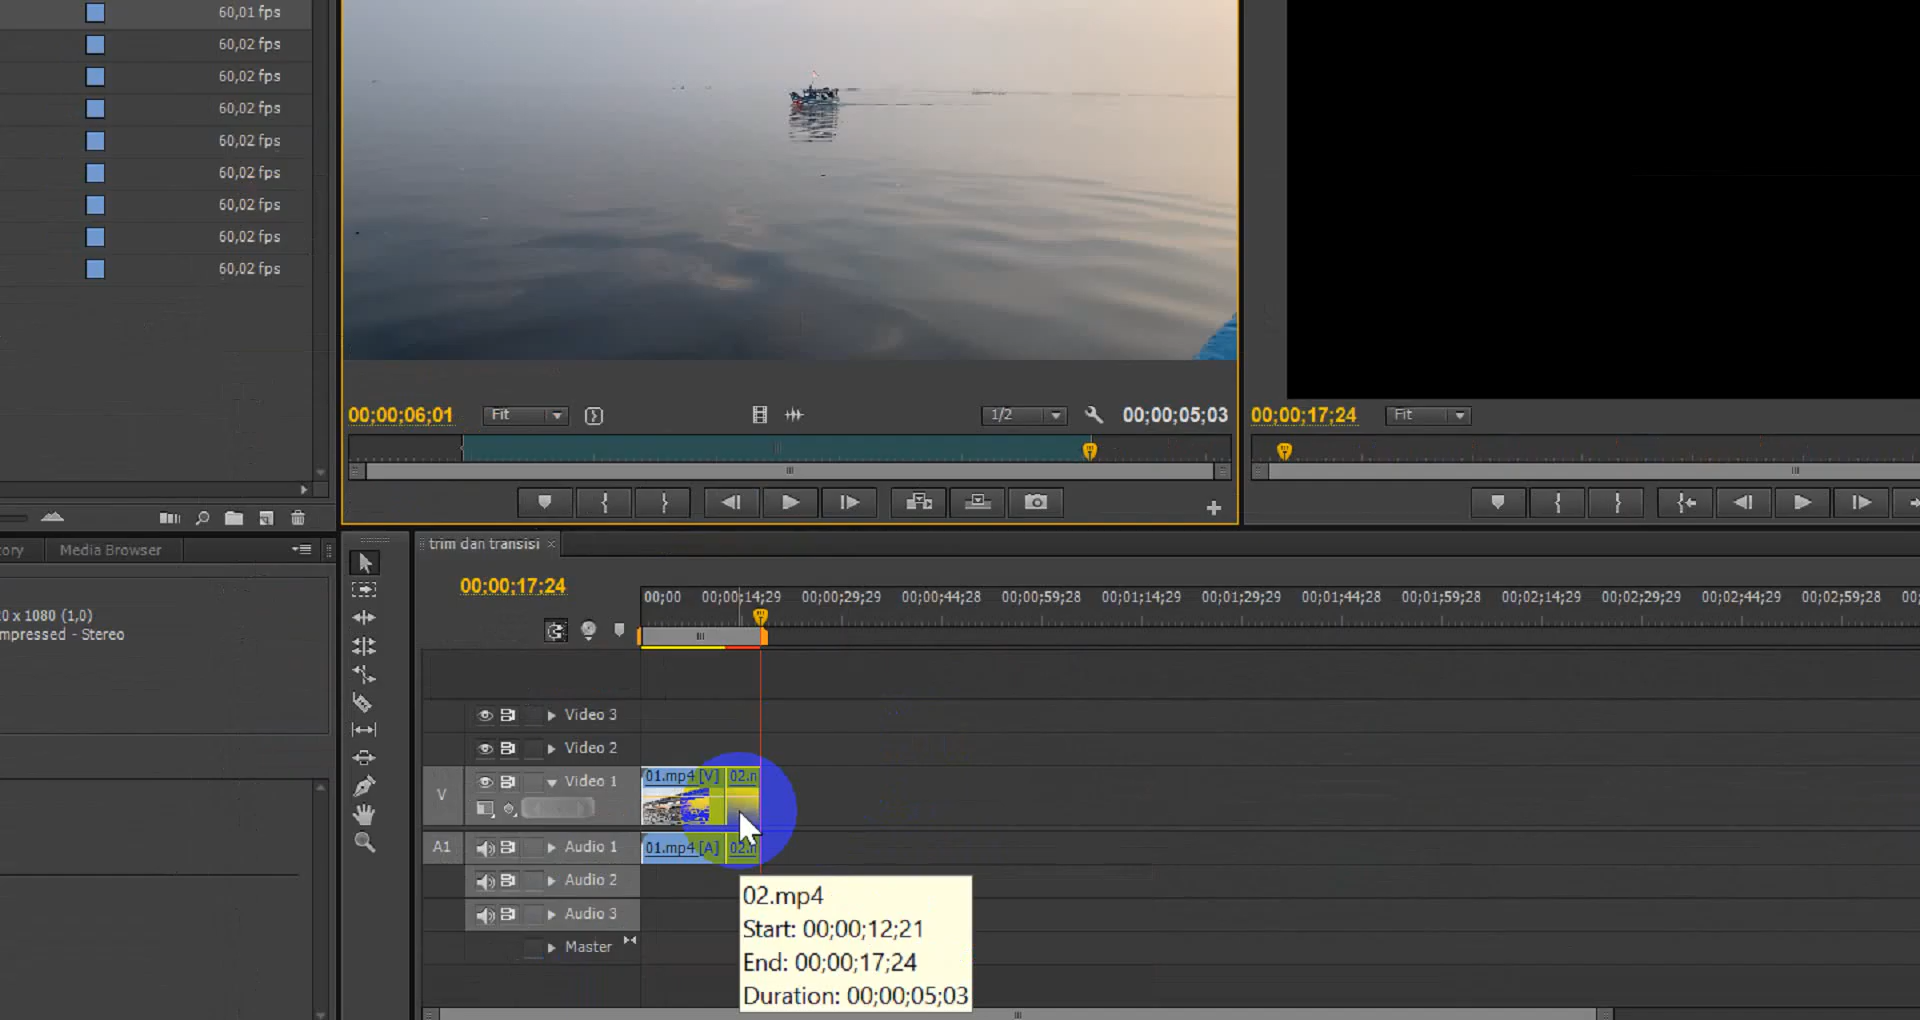 60,01 fps
60,02 fps
60,02 fps
60,02 fps
60,02 fps
60,02 fps
60,02 fps
60,02 fps
60,02 fps
00;00;06;01
Fit
1/2
00;00;05;03
00;00;17;24
Fit
ory
Media Browser
0 x 1080 (1,0)
mpressed - Stereo
trim dan transisi
00;00;17;24
00;00
00;00;14;29
00;00;29;29
00;00;44;28
00;00;59;28
00;01;14;29
00;01;29;29
00;01;44;28
00;01;59;28
00;02;14;29
00;02;29;29
00;02;44;29
00;02;59;28
00;
Video 3
Video 2
V
Video 1
01.mp4 [V]
02.m
A1
Audio 1
01.mp4 [A]
02.m
Audio 2
Audio 3
Master
02.mp4
Start: 00;00;12;21
End: 00;00;17;24
Duration: 00;00;05;03